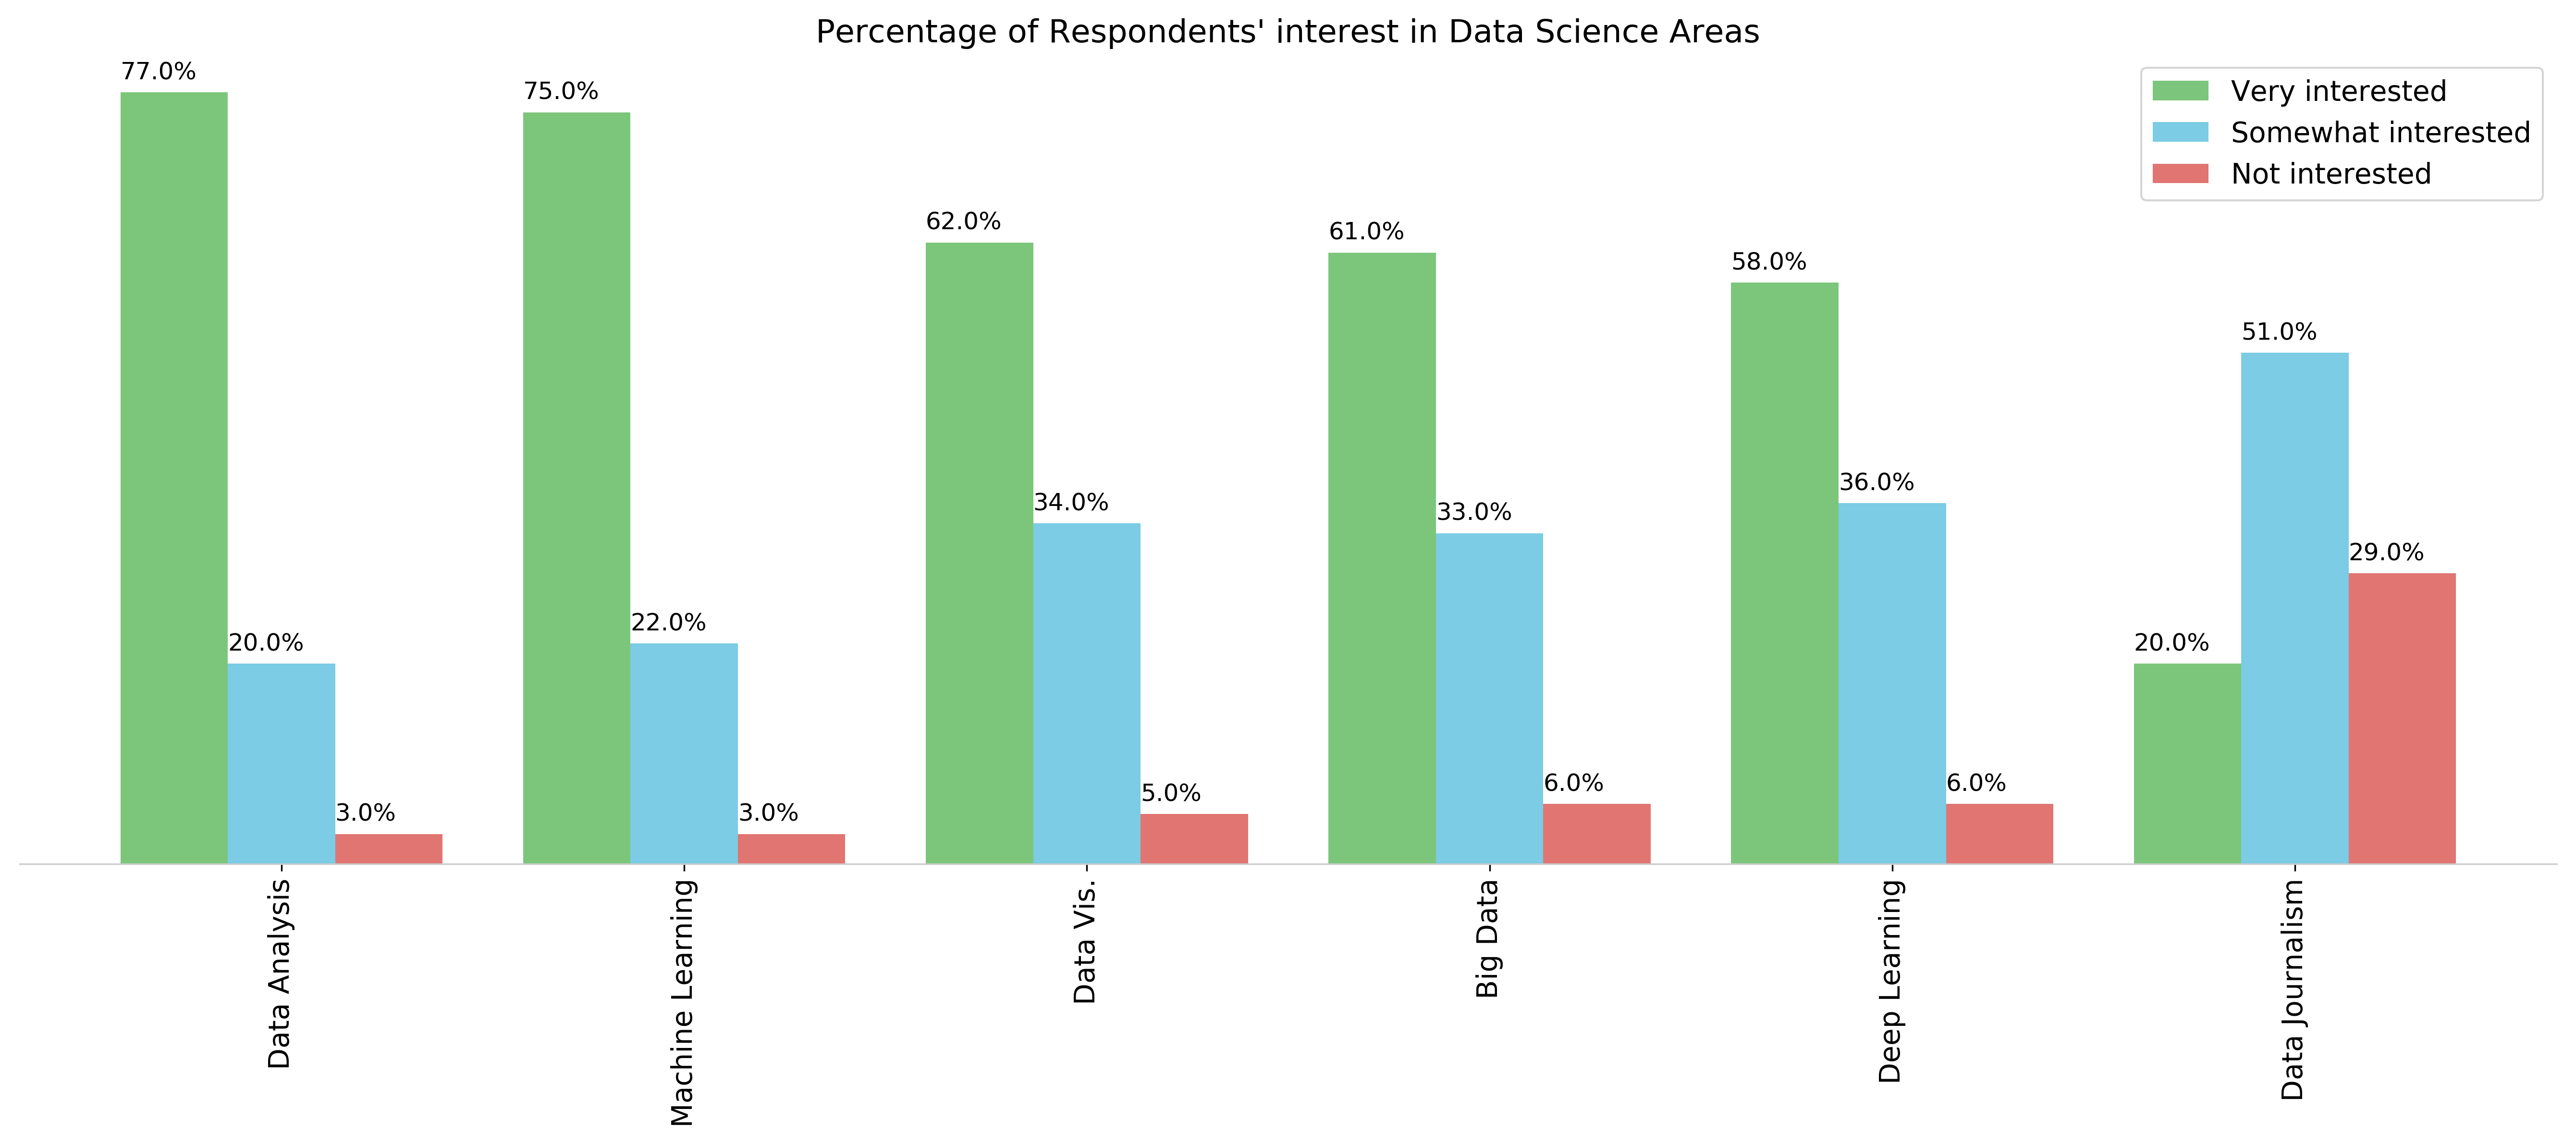 Percentage of Respondents' interest in Data Science Areas
Very interested
Somewhat interested
Not interested
77.0%
20.0%
3.0%
75.0%
22.0%
3.0%
62.0%
34.0%
5.0%
61.0%
33.0%
6.0%
58.0%
36.0%
6.0%
20.0%
51.0%
29.0%
Data Analysis
Machine Learning
Data Vis.
Big Data
Deep Learning
Data Journalism